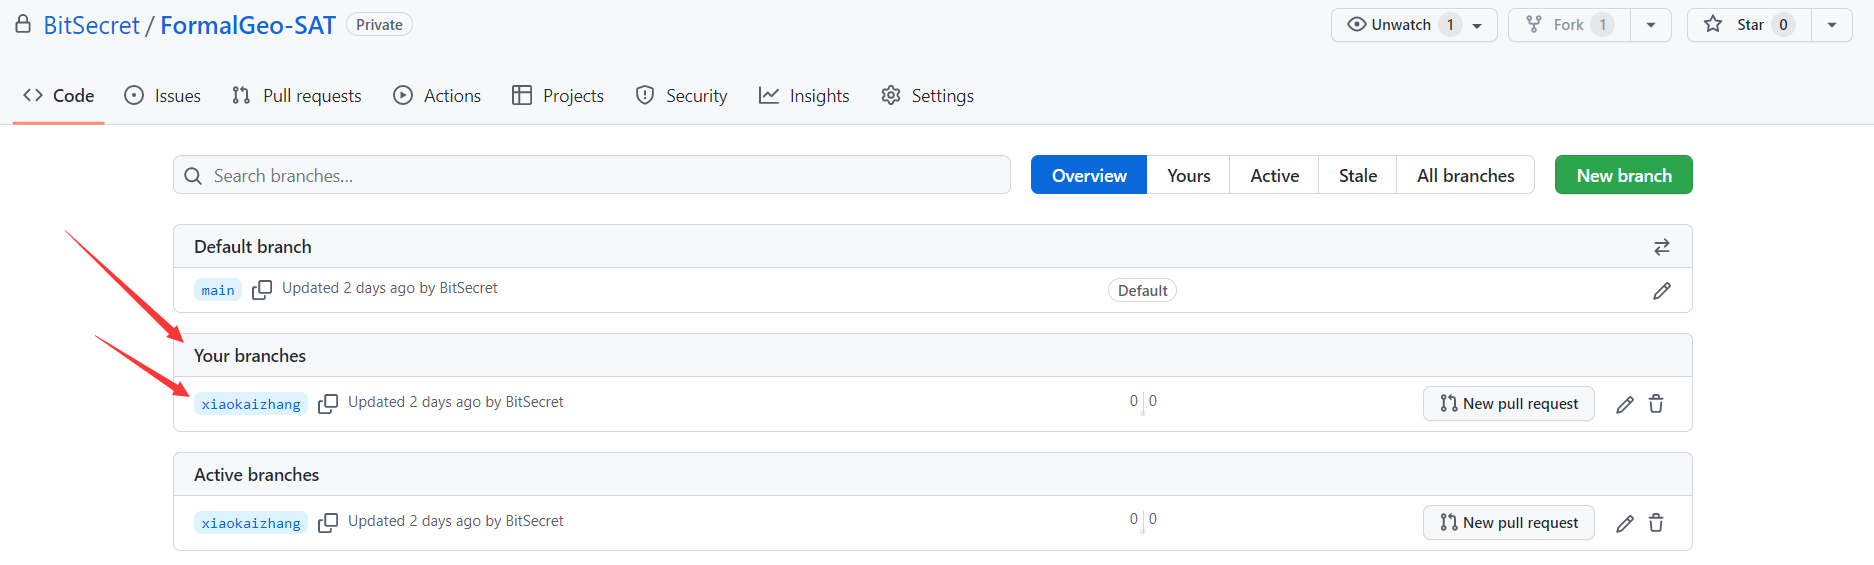 BitSecret / FormalGeo-SAT Private Unwatch 1 Fork 1 Star 0
Code Issues Pull requests Actions Projects Security Insights Settings
Search branches... Overview Yours Active Stale All branches New branch
Default branch
main Updated 2 days ago by BitSecret Default
Your branches
xiaokaizhang Updated 2 days ago by BitSecret 0 0 New pull request
Active branches
xiaokaizhang Updated 2 days ago by BitSecret 0 0 New pull request